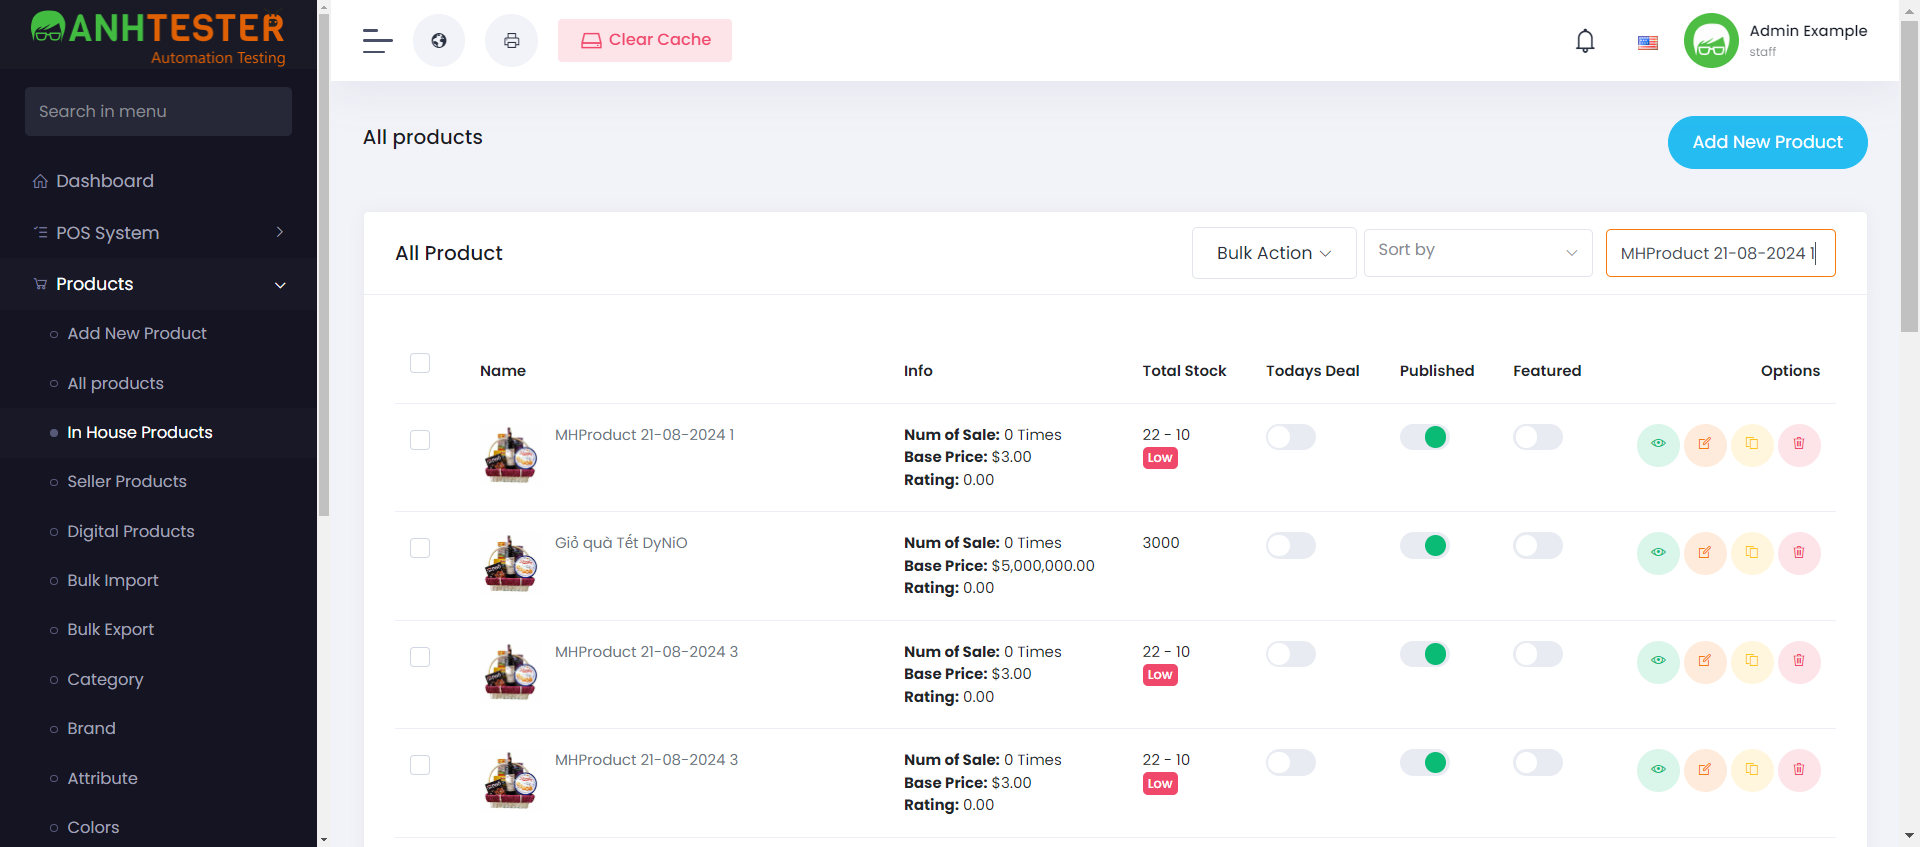 ANHTESTER
Automation Testing
Search in menu
Dashboard
POS System
Products
Add New Product
All products
In House Products
Seller Products
Digital Products
Bulk Import
Bulk Export
Category
Brand
Attribute
Colors
Clear Cache
Admin Example
staff
All products
Add New Product
All Product
Bulk Action
Sort by
MHProduct 21-08-2024 1
Name Info Total Stock Todays Deal Published Featured Options
MHProduct 21-08-2024 1
Num of Sale: 0 Times
Base Price: $3.00
Rating: 0.00
22 - 10
Low
Giỏ quà Tết DyNiO
Num of Sale: 0 Times
Base Price: $5,000,000.00
Rating: 0.00
3000
MHProduct 21-08-2024 3
Num of Sale: 0 Times
Base Price: $3.00
Rating: 0.00
22 - 10
Low
MHProduct 21-08-2024 3
Num of Sale: 0 Times
Base Price: $3.00
Rating: 0.00
22 - 10
Low